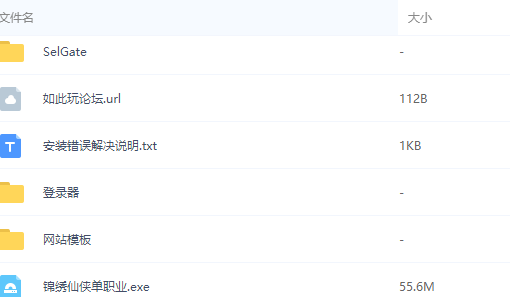 文件名 大小
SelGate -
如此玩论坛.url 112B
安装错误解决说明.txt 1KB
登录器 -
网站模板 -
锦绣仙侠单职业.exe 55.6M